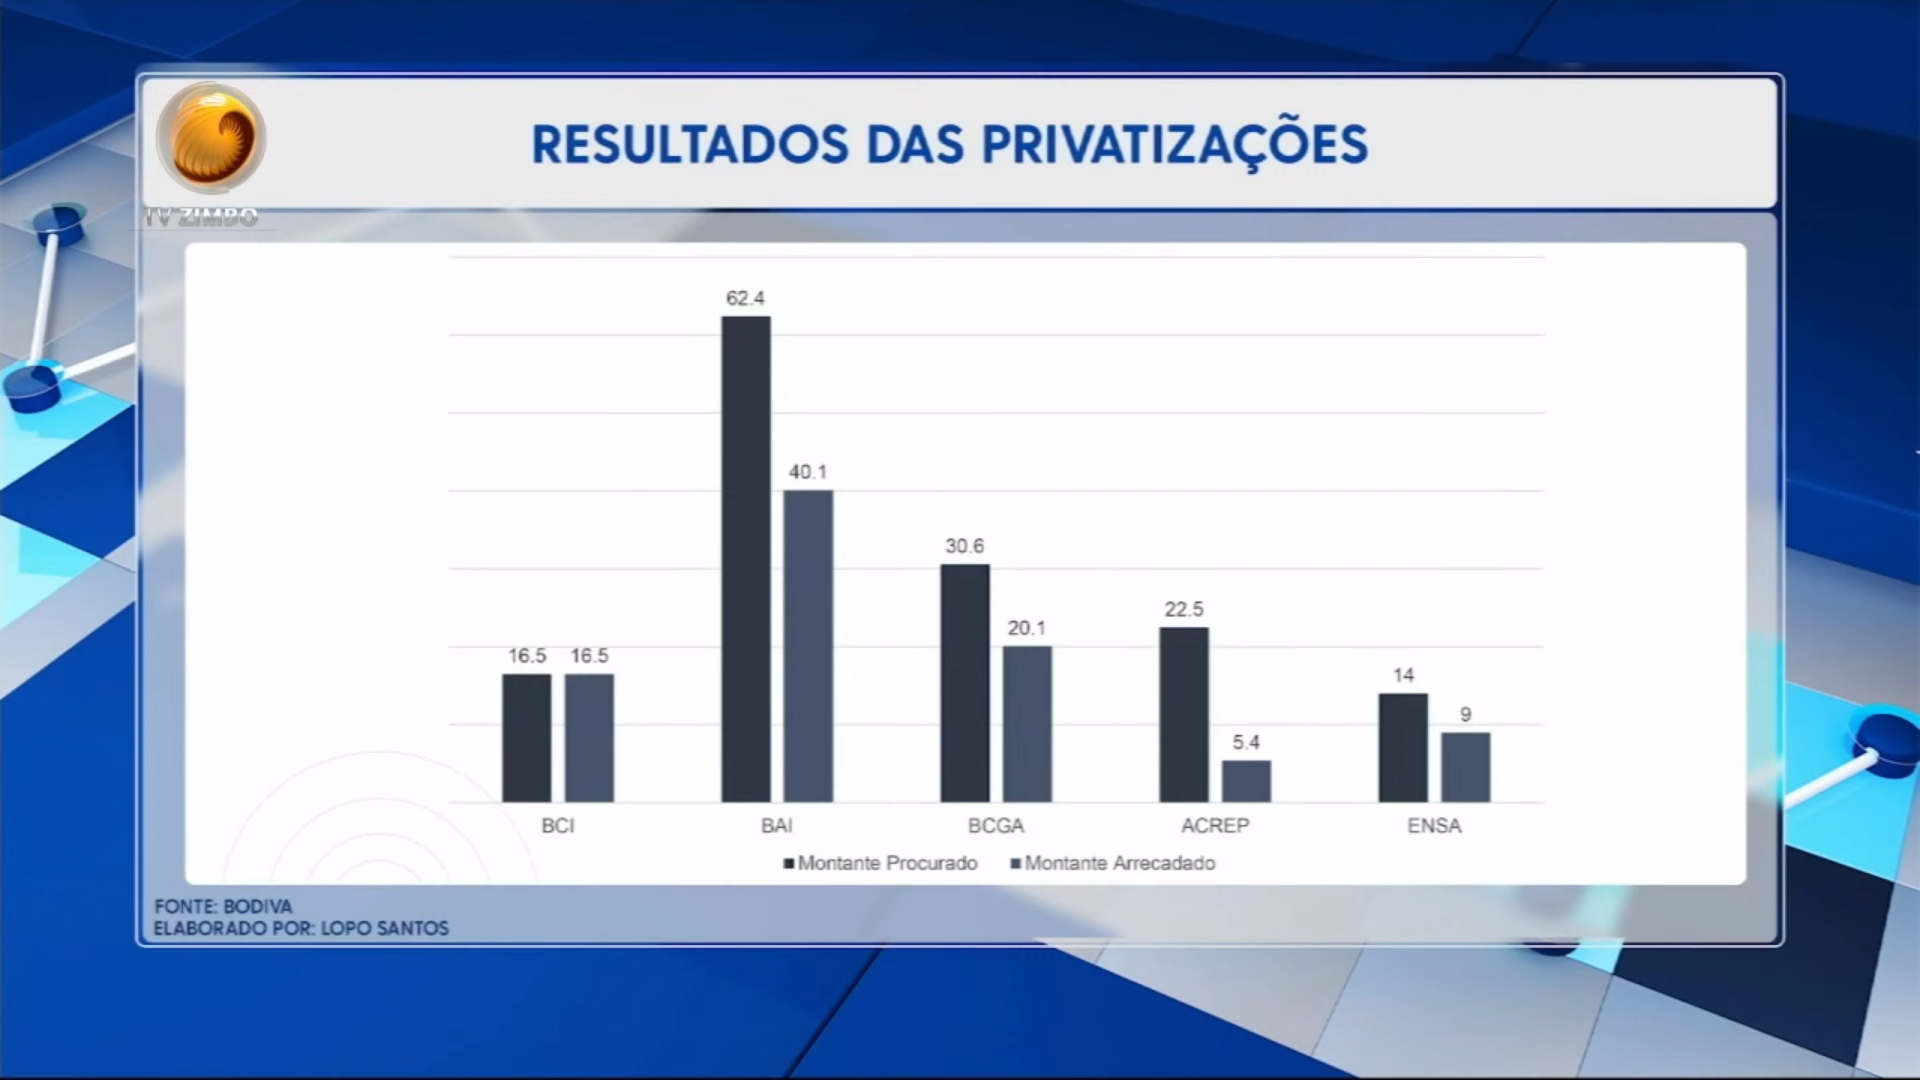 RESULTADOS DAS PRIVATIZAÇÕES
TV ZIMBO
62.4
40.1
30.6
22.5
20.1
16.5 16.5
14
9
5.4
BCI BAI BCGA ACREP ENSA
Montante Procurado Montante Arrecadado
FONTE: BODIVA
ELABORADO POR: LOPO SANTOS